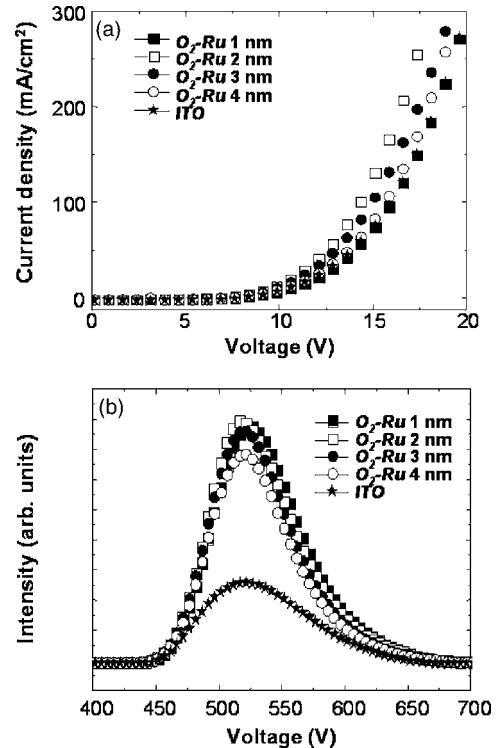 (a)
O2-Ru 1 nm
O2-Ru 2 nm
O2-Ru 3 nm
O2-Ru 4 nm
ITO
Current density (mA/cm²)
300
200
100
0
0 5 10 15 20
Voltage (V)
(b)
O2-Ru 1 nm
O2-Ru 2 nm
O2-Ru 3 nm
O2-Ru 4 nm
ITO
Intensity (arb. units)
400 450 500 550 600 650 700
Voltage (V)